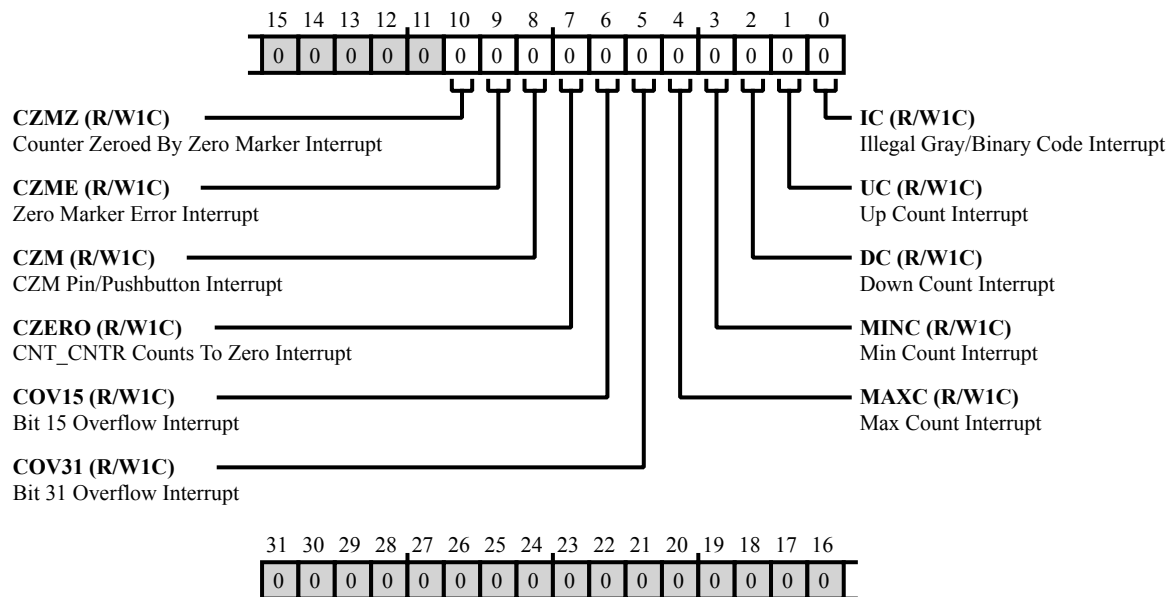 15 14 13 12 11 10 9 8 7 6 5 4 3 2 1 0
0 0 0 0 0 0 0 0 0 0 0 0 0 0 0 0
CZMZ (R/W1C)
Counter Zeroed By Zero Marker Interrupt
CZME (R/W1C)
Zero Marker Error Interrupt
CZM (R/W1C)
CZM Pin/Pushbutton Interrupt
CZERO (R/W1C)
CNT_CNTR Counts To Zero Interrupt
COV15 (R/W1C)
Bit 15 Overflow Interrupt
COV31 (R/W1C)
Bit 31 Overflow Interrupt
IC (R/W1C)
Illegal Gray/Binary Code Interrupt
UC (R/W1C)
Up Count Interrupt
DC (R/W1C)
Down Count Interrupt
MINC (R/W1C)
Min Count Interrupt
MAXC (R/W1C)
Max Count Interrupt
31 30 29 28 27 26 25 24 23 22 21 20 19 18 17 16
0 0 0 0 0 0 0 0 0 0 0 0 0 0 0 0